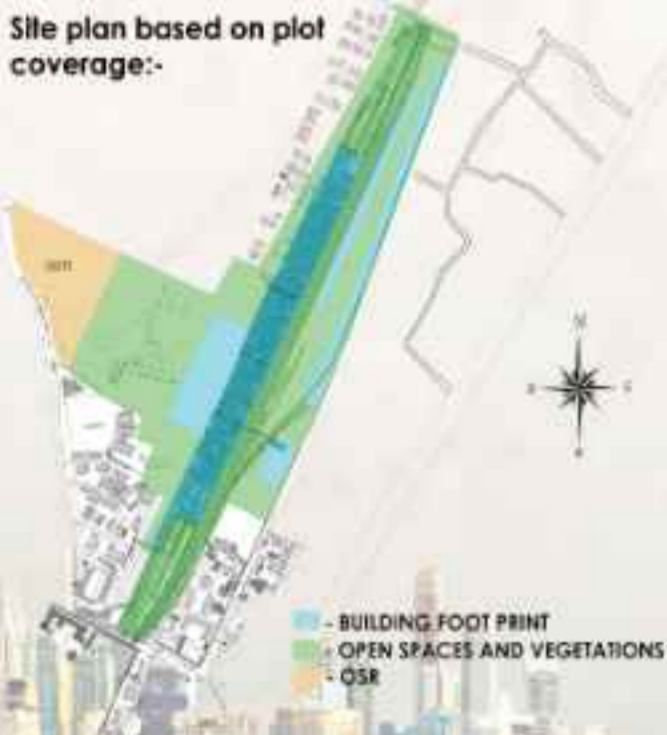 Site plan based on plot
coverage:-
N
- BUILDING FOOT PRINT
- OPEN SPACES AND VEGETATIONS
- OSR